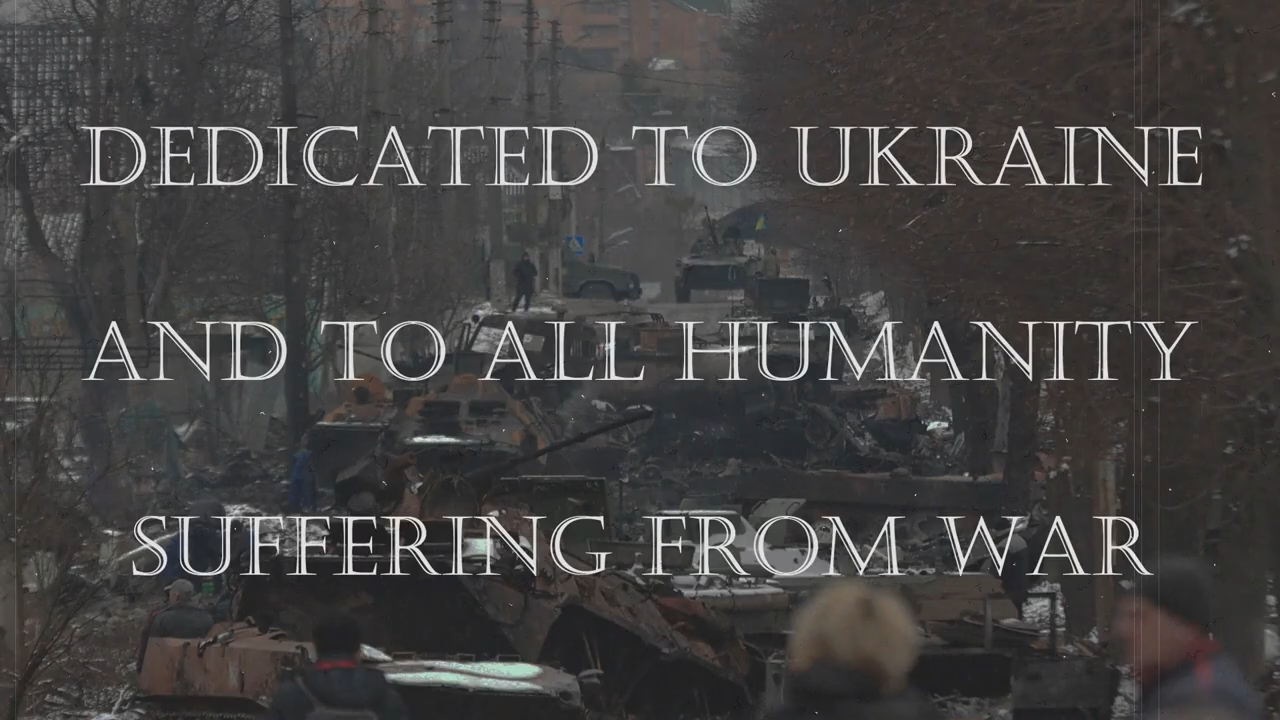 DEDICATED TO UKRAINE
AND TO ALL HUMANITY
SUFFERING FROM WAR